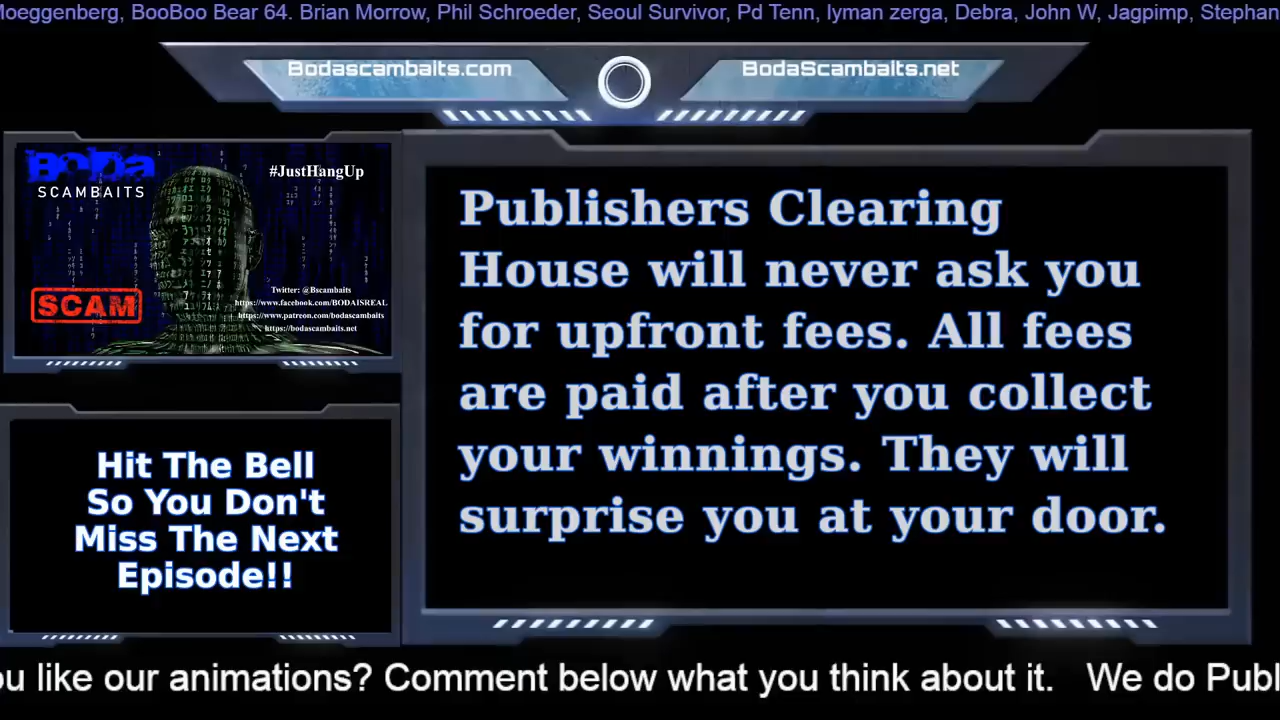 Moeggenberg, BooBoo Bear 64. Brian Morrow, Phil Schroeder, Seoul Survivor, Pd Tenn, lyman zerga, Debra, John W, Jagpimp, Stephan
Bodascambaits.com
BodaScambaits.net
BoDa
SCAMBAITS
#JustHangUp
SCAM
Twitter: @Bscambaits
https://www.facebook.com/BODAISREAL
https://www.patreon.com/bodascambaits
https://bodascambaits.net
Publishers Clearing
House will never ask you
for upfront fees. All fees
are paid after you collect
your winnings. They will
surprise you at your door.
Hit The Bell
So You Don't
Miss The Next
Episode!!
ou like our animations? Comment below what you think about it. We do Publ